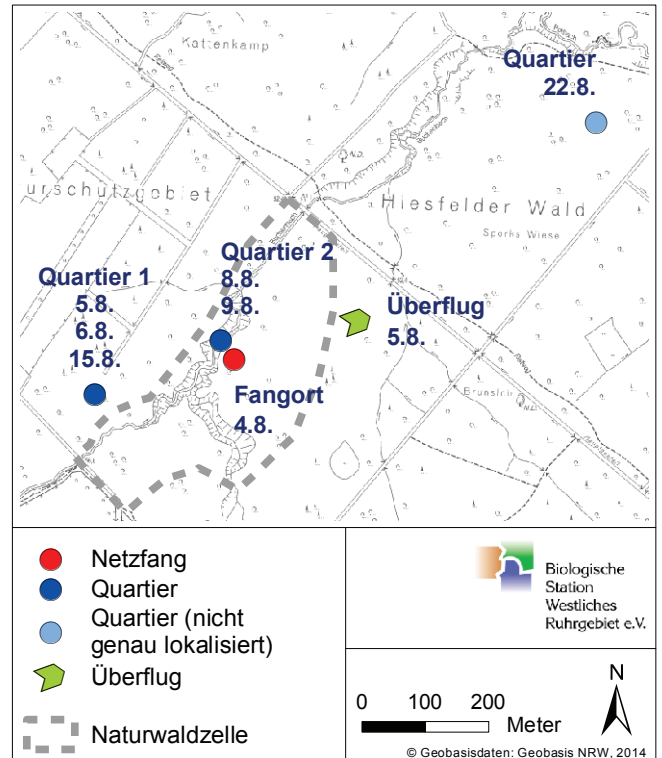 Kattenkamp
Quartier
22.8.
N.D.
urschutzgebiet
Hiesfelder Wald
Sporks Wiese
Quartier 1
5.8.
6.8.
15.8.
Quartier 2
8.8.
9.8.
Überflug
5.8.
Fangort
4.8.
Netzfang
Quartier
Quartier (nicht
genau lokalisiert)
Überflug
Naturwaldzelle
Biologische
Station
Westliches
Ruhrgebiet e.V.
N
0 100 200
Meter
© Geobasisdaten: Geobasis NRW, 2014